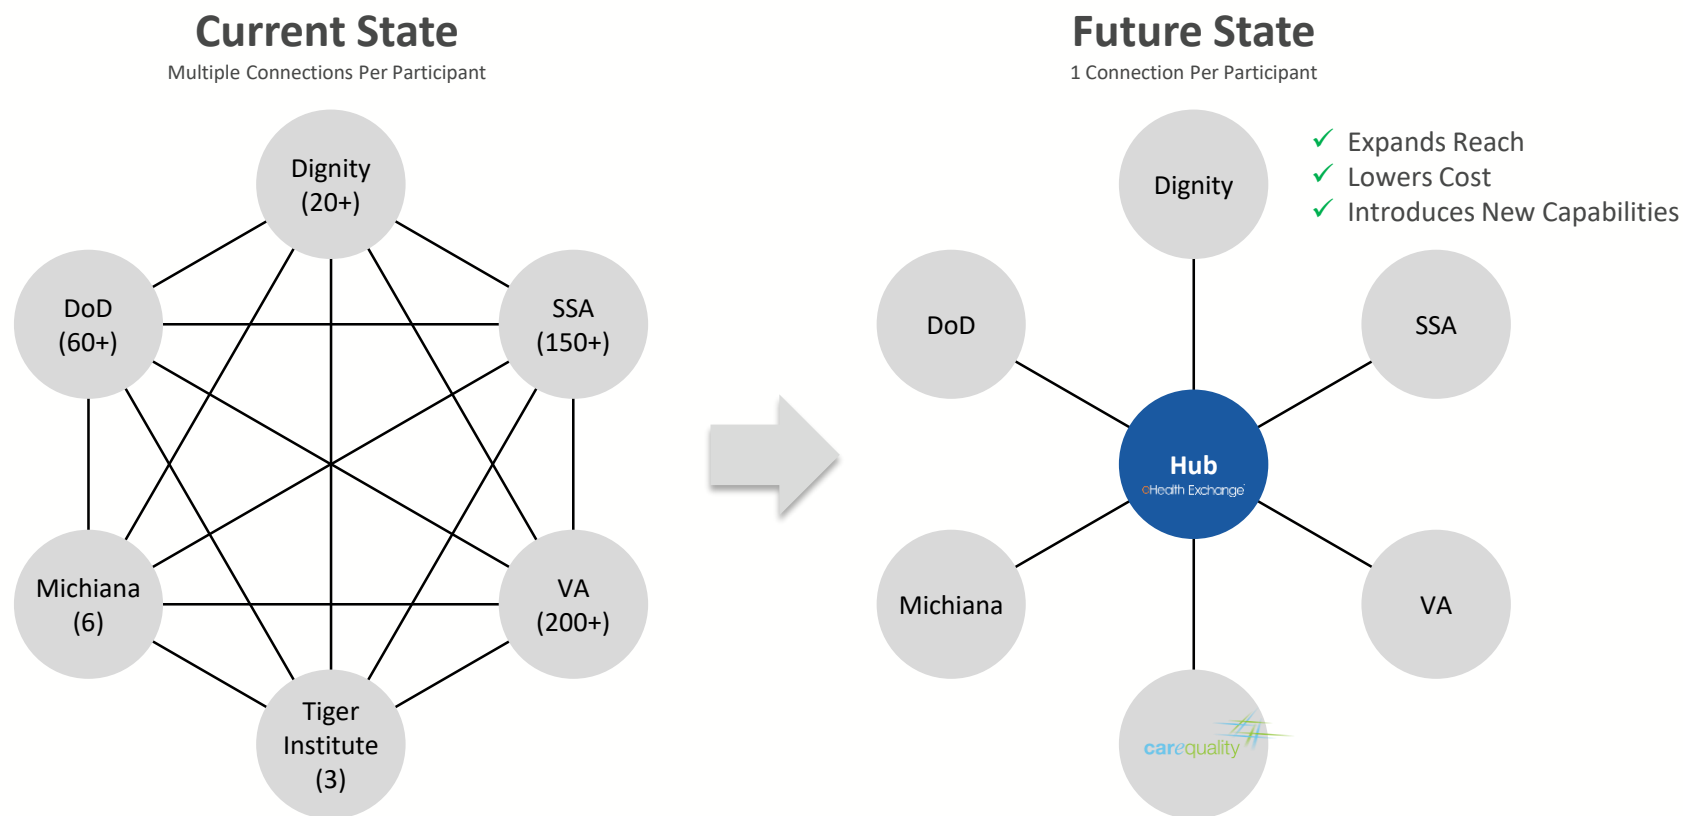 Current State
Multiple Connections Per Participant
Dignity
(20+)
DoD
(60+)
SSA
(150+)
Michiana
(6)
VA
(200+)
Tiger
Institute
(3)
Future State
1 Connection Per Participant
✓ Expands Reach
✓ Lowers Cost
✓ Introduces New Capabilities
Dignity
DoD
SSA
Hub
eHealth Exchange
Michiana
VA
carequality